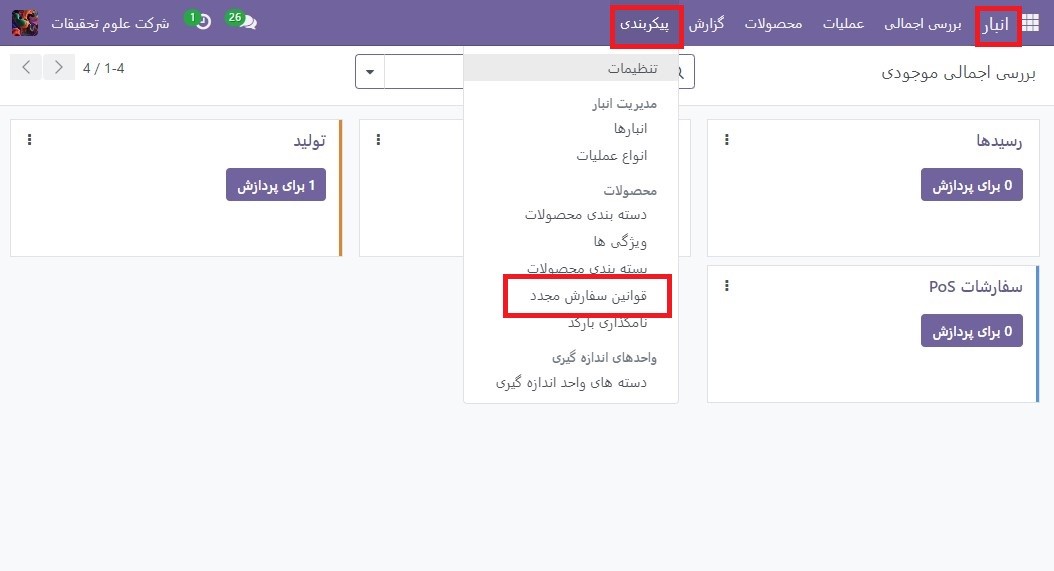 انبار بررسی اجمالی عملیات محصولات گزارش پیکربندی 26 1 شرکت علوم تحقیقات
بررسی اجمالی موجودی
1-4 / 4
تنظیمات
مدیریت انبار
انبارها
انواع عملیات
محصولات
دسته بندی محصولات
ویژگی ها
بسته بندی محصولات
قوانین سفارش مجدد
نامگذاری بارکد
واحدهای اندازه گیری
دسته های واحد اندازه گیری
رسیدها
0 برای پردازش
تولید
1 برای پردازش
سفارشات PoS
0 برای پردازش